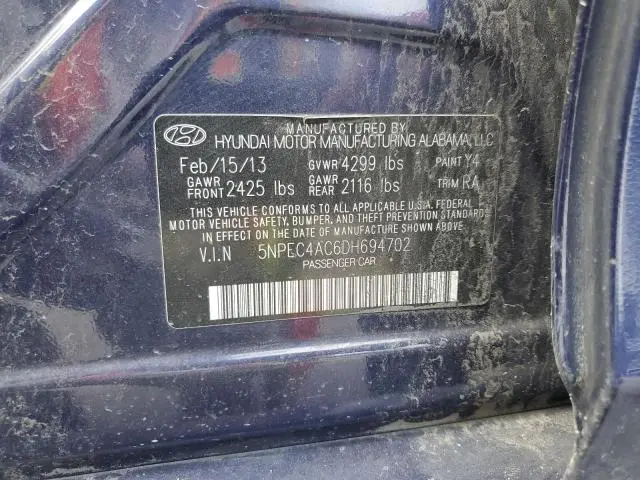 MANUFACTURED BY
HYUNDAI MOTOR MANUFACTURING ALABAMA, LLC
Feb/15/13 GVWR 4299 lbs PAINT Y4
GAWR FRONT 2425 lbs GAWR REAR 2116 lbs TRIM RA
THIS VEHICLE CONFORMS TO ALL APPLICABLE U.S.A. FEDERAL
MOTOR VEHICLE SAFETY, BUMPER, AND THEFT PREVENTION STANDARDS
IN EFFECT ON THE DATE OF MANUFACTURE SHOWN ABOVE.
V.I.N 5NPEC4AC6DH694702
PASSENGER CAR